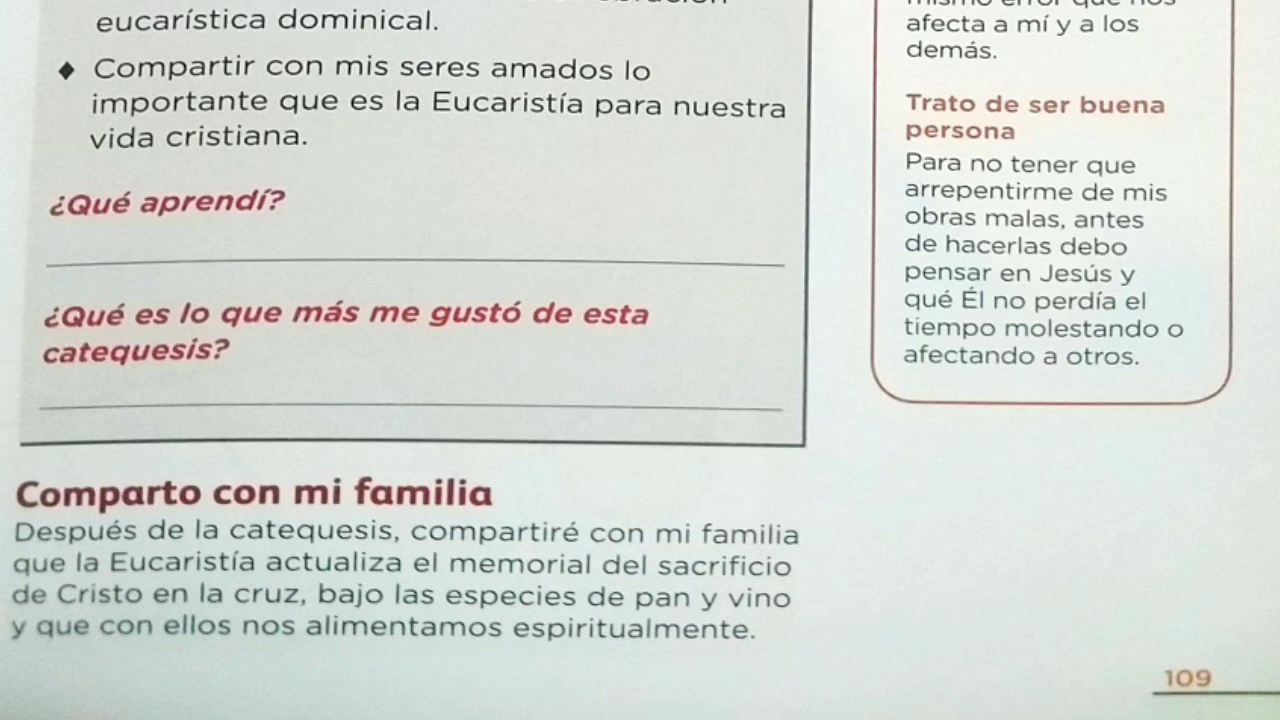 eucarística dominical.
♦ Compartir con mis seres amados lo
importante que es la Eucaristía para nuestra
vida cristiana.
¿Qué aprendí?
¿Qué es lo que más me gustó de esta
catequesis?
Comparto con mi familia
Después de la catequesis, compartiré con mi familia
que la Eucaristía actualiza el memorial del sacrificio
de Cristo en la cruz, bajo las especies de pan y vino
y que con ellos nos alimentamos espiritualmente.
mismo error que nos
afecta a mí y a los
demás.
Trato de ser buena
persona
Para no tener que
arrepentirme de mis
obras malas, antes
de hacerlas debo
pensar en Jesús y
qué Él no perdía el
tiempo molestando o
afectando a otros.
109